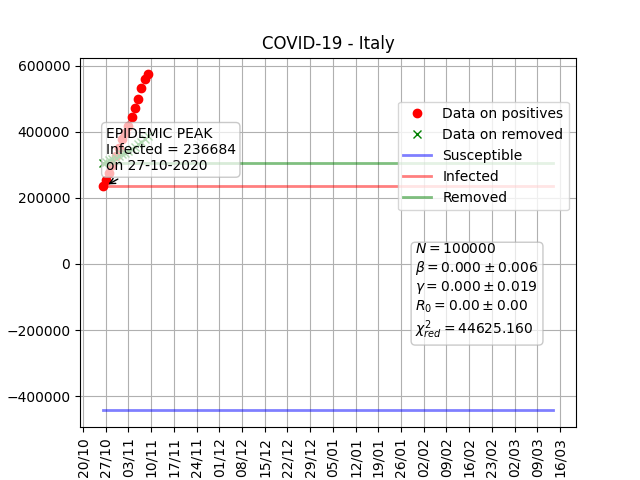 COVID-19 - Italy
600000
400000
200000
0
−200000
−400000
EPIDEMIC PEAK
Infected = 236684
on 27-10-2020
Data on positives
Data on removed
Susceptible
Infected
Removed
N = 100000
β = 0.000 ± 0.006
γ = 0.000 ± 0.019
R₀ = 0.00 ± 0.00
χ²red = 44625.160
20/10
27/10
03/11
10/11
17/11
24/11
01/12
08/12
15/12
22/12
29/12
05/01
12/01
19/01
26/01
02/02
09/02
16/02
23/02
02/03
09/03
16/03